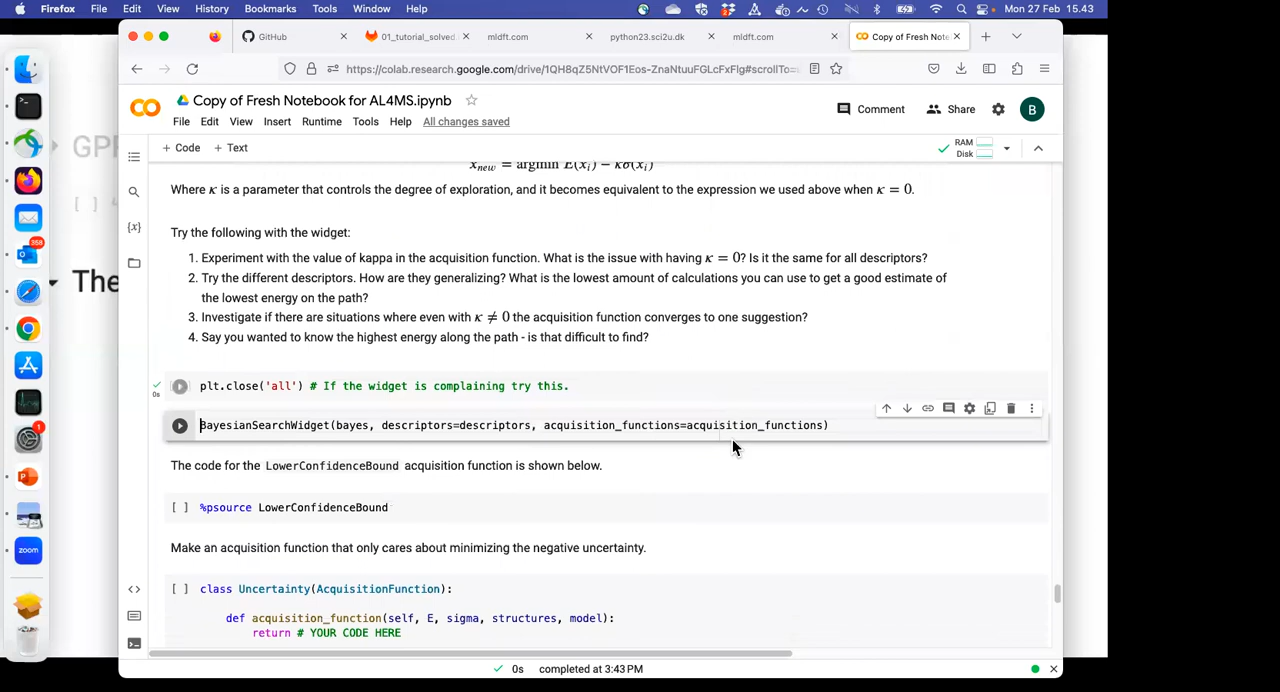 Firefox File Edit View History Bookmarks Tools Window Help Mon 27 Feb 15.43
GitHub 01_tutorial_solved mldft.com python23.sci2u.dk mldft.com Copy of Fresh Note
https://colab.research.google.com/drive/1QH8qZ5NtVOF1Eos-ZnaNtuuFGLcFxFlg#scrollTo=
Copy of Fresh Notebook for AL4MS.ipynb
Comment Share B
File Edit View Insert Runtime Tools Help All changes saved
+ Code + Text
RAM
Disk
GPR
[ ]
The
x_new = argmin E(x_i) − κσ(x_i)
Where κ is a parameter that controls the degree of exploration, and it becomes equivalent to the expression we used above when κ = 0.
Try the following with the widget:
1. Experiment with the value of kappa in the acquisition function. What is the issue with having κ = 0? Is it the same for all descriptors?
2. Try the different descriptors. How are they generalizing? What is the lowest amount of calculations you can use to get a good estimate of
the lowest energy on the path?
3. Investigate if there are situations where even with κ ≠ 0 the acquisition function converges to one suggestion?
4. Say you wanted to know the highest energy along the path - is that difficult to find?
plt.close('all') # If the widget is complaining try this.
0s
BayesianSearchWidget(bayes, descriptors=descriptors, acquisition_functions=acquisition_functions)
The code for the LowerConfidenceBound acquisition function is shown below.
[ ] %psource LowerConfidenceBound
Make an acquisition function that only cares about minimizing the negative uncertainty.
[ ] class Uncertainty(AcquisitionFunction):
def acquisition_function(self, E, sigma, structures, model):
return # YOUR CODE HERE
0s completed at 3:43 PM
358
1
zoom
{x}